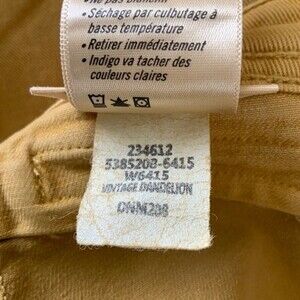 • Ne pas blanchir
• Séchage par culbutage à
basse température
• Retirer immédiatement
• Indigo va tacher des
couleurs claires
234612
5385208-6415
W6415
VINTAGE DANDELION
DNM208